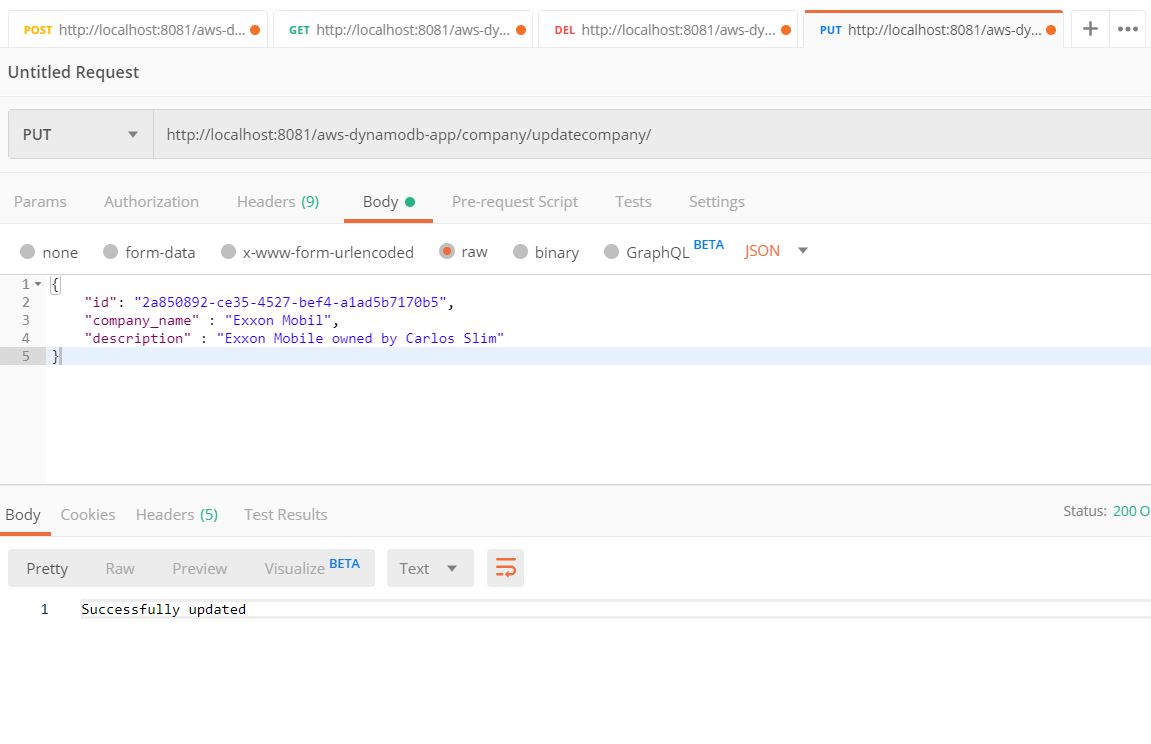 POST http://localhost:8081/aws-d... GET http://localhost:8081/aws-dy... DEL http://localhost:8081/aws-dy... PUT http://localhost:8081/aws-dy... + •••
Untitled Request
PUT http://localhost:8081/aws-dynamodb-app/company/updatecompany/
Params Authorization Headers (9) Body Pre-request Script Tests Settings
none form-data x-www-form-urlencoded raw binary GraphQL BETA JSON
1 {
2 "id": "2a850892-ce35-4527-bef4-a1ad5b7170b5",
3 "company_name" : "Exxon Mobil",
4 "description" : "Exxon Mobile owned by Carlos Slim"
5 }
Body Cookies Headers (5) Test Results Status: 200 O
Pretty Raw Preview Visualize BETA Text
1 Successfully updated